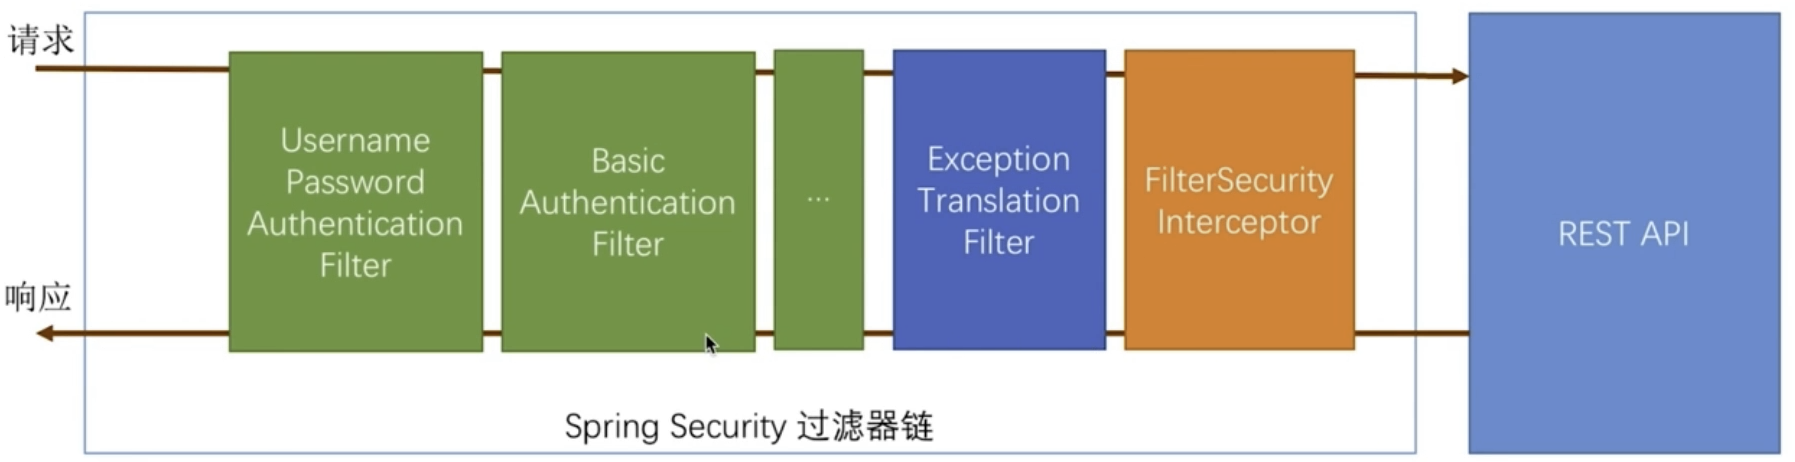 请求
Username
Password
Authentication
Filter
Basic
Authentication
Filter
...
Exception
Translation
Filter
FilterSecurity
Interceptor
REST API
响应
Spring Security 过滤器链